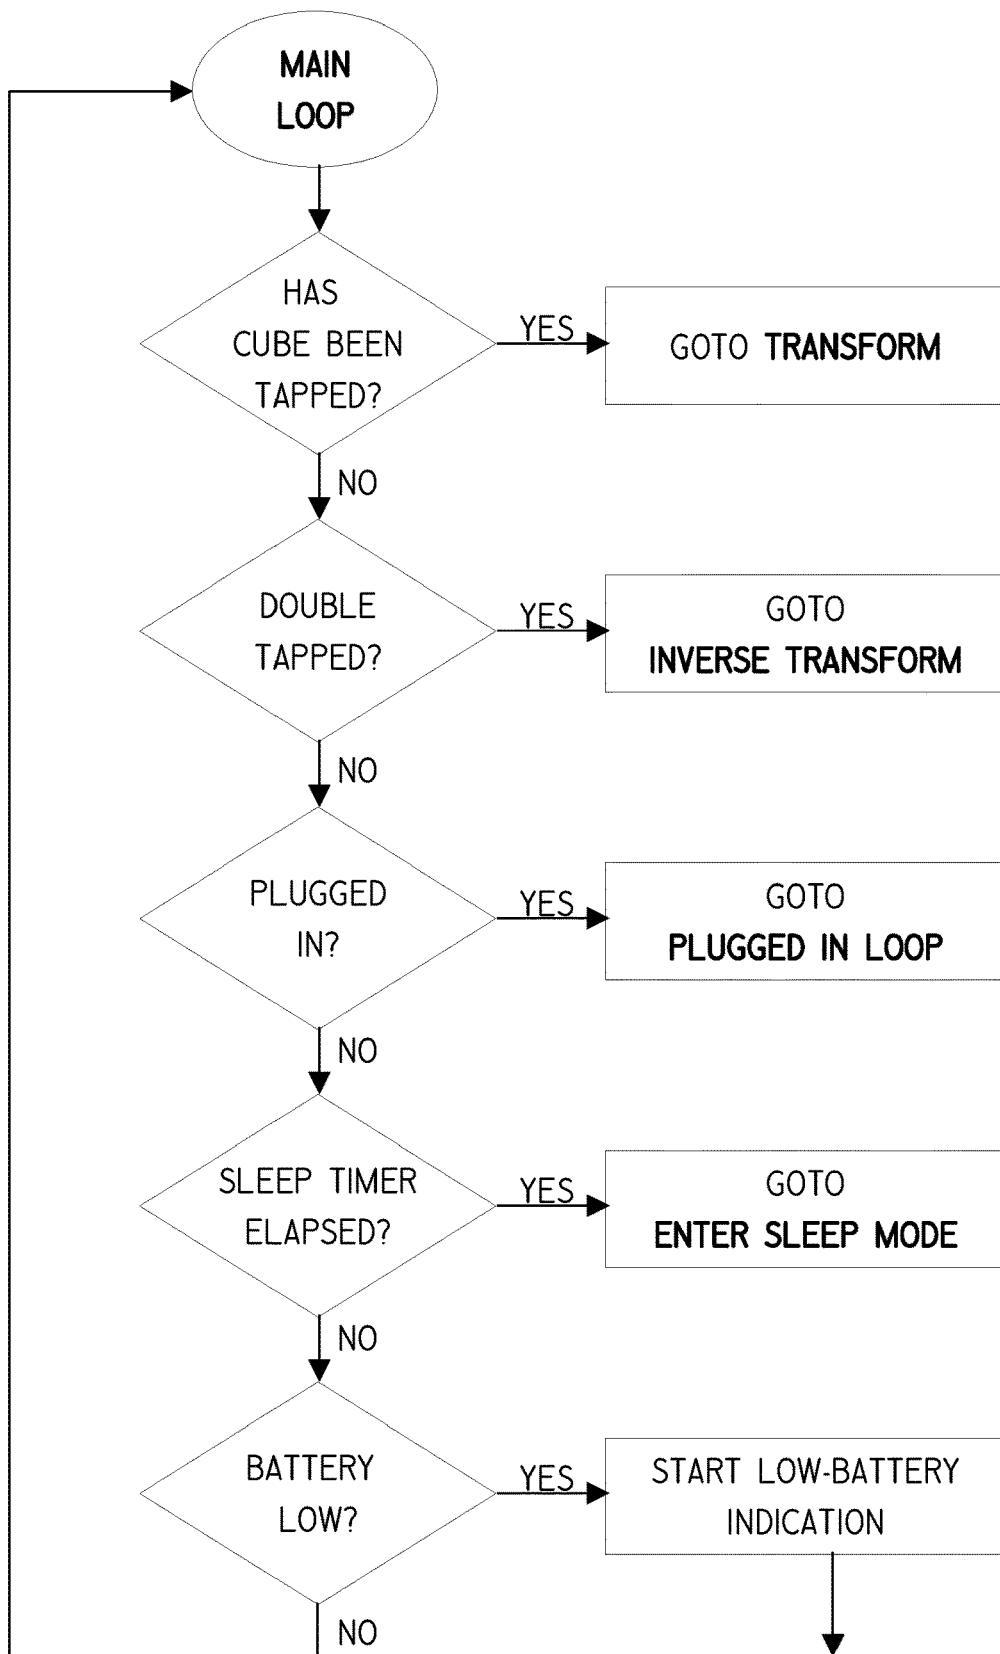 MAIN
LOOP
HAS
CUBE BEEN
TAPPED?
YES
GOTO TRANSFORM
NO
DOUBLE
TAPPED?
YES
GOTO
INVERSE TRANSFORM
NO
PLUGGED
IN?
YES
GOTO
PLUGGED IN LOOP
NO
SLEEP TIMER
ELAPSED?
YES
GOTO
ENTER SLEEP MODE
NO
BATTERY
LOW?
YES
START LOW-BATTERY
INDICATION
NO